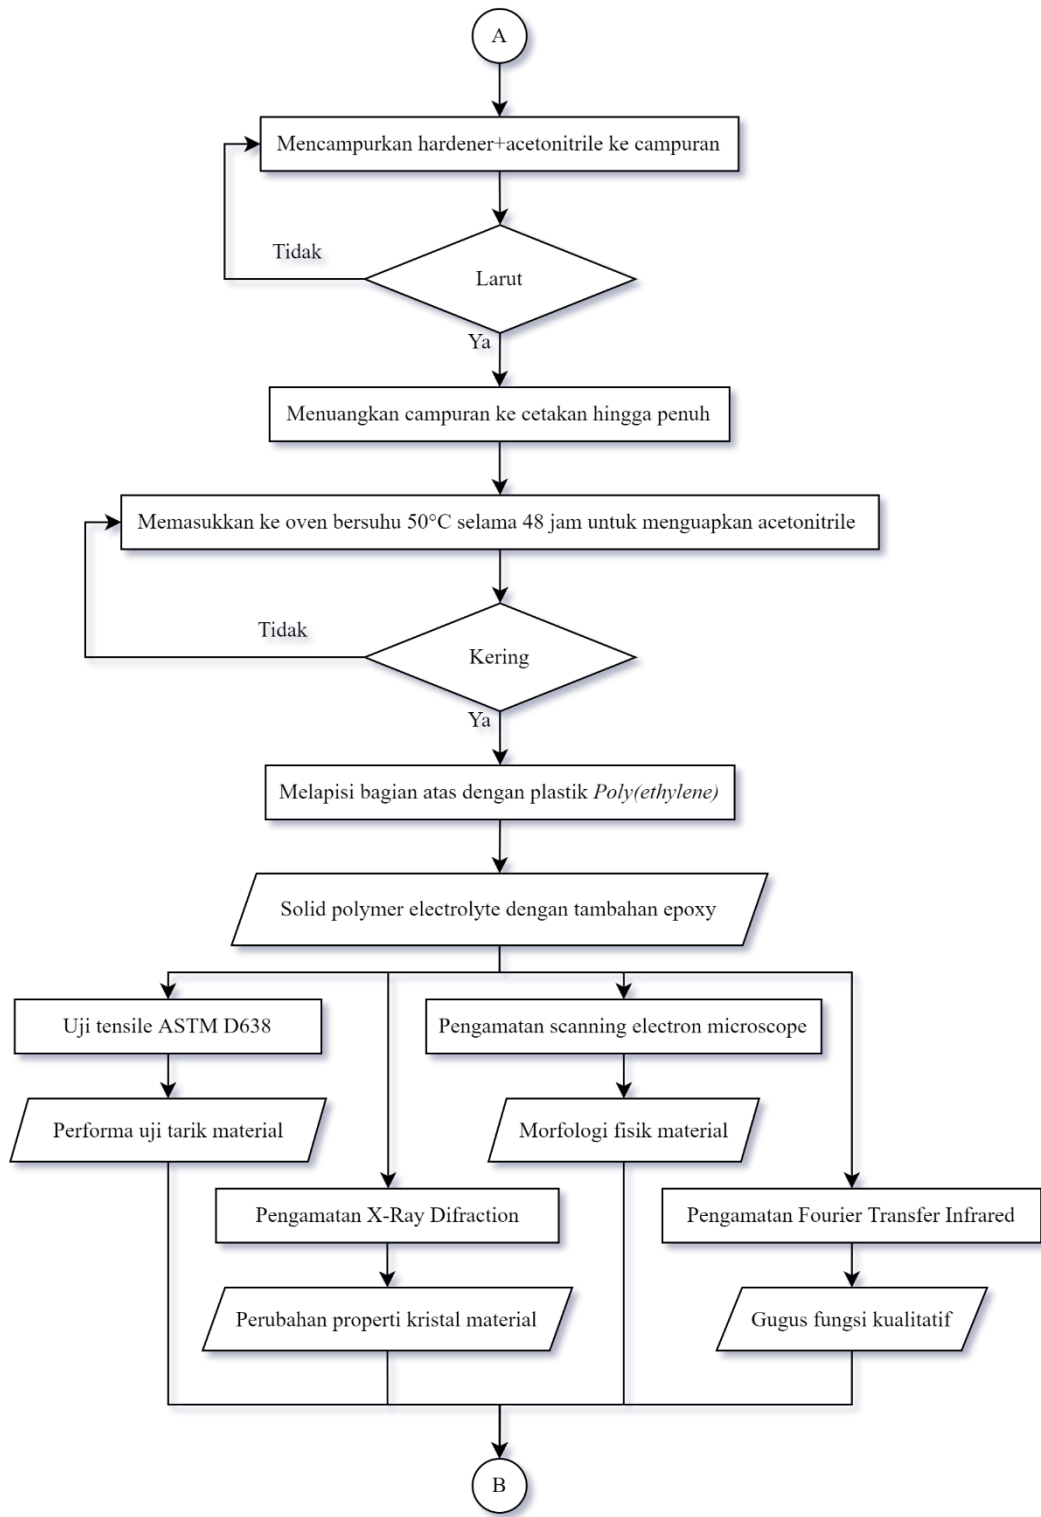 A
Mencampurkan hardener+acetonitrile ke campuran
Tidak
Larut
Ya
Menuangkan campuran ke cetakan hingga penuh
Memasukkan ke oven bersuhu 50°C selama 48 jam untuk menguapkan acetonitrile
Tidak
Kering
Ya
Melapisi bagian atas dengan plastik Poly(ethylene)
Solid polymer electrolyte dengan tambahan epoxy
Uji tensile ASTM D638
Pengamatan scanning electron microscope
Performa uji tarik material
Morfologi fisik material
Pengamatan X-Ray Difraction
Pengamatan Fourier Transfer Infrared
Perubahan properti kristal material
Gugus fungsi kualitatif
B